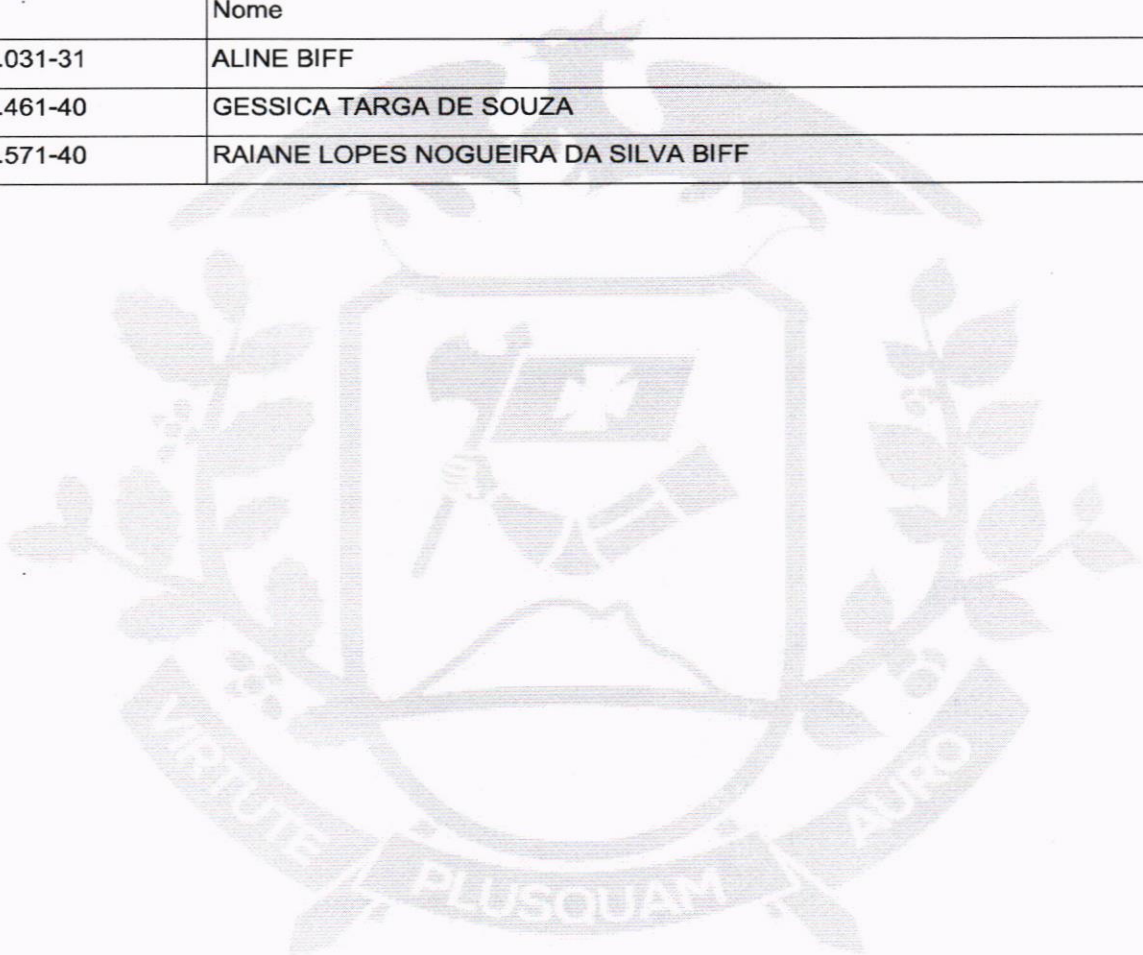 Nome
.031-31 ALINE BIFF
.461-40 GESSICA TARGA DE SOUZA
.571-40 RAIANE LOPES NOGUEIRA DA SILVA BIFF
VIRTUTE PLUSQUAM AURO